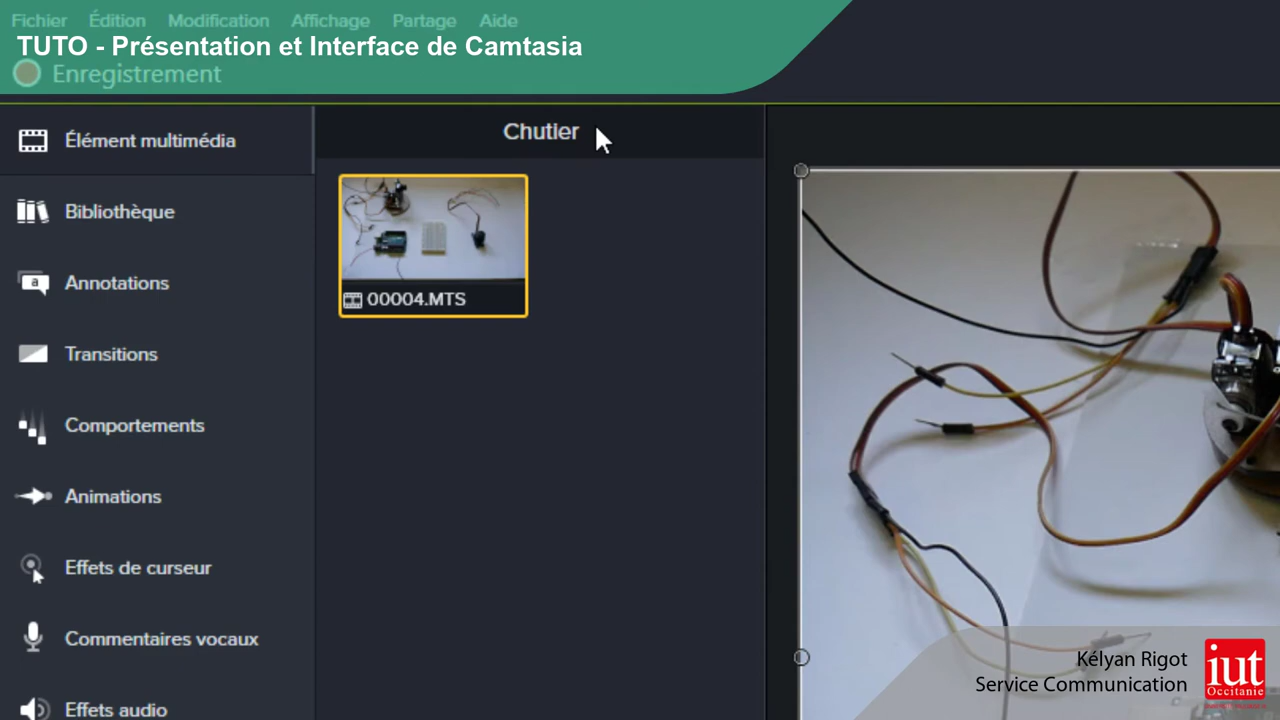 Fichier Édition Modification Affichage Partage Aide
TUTO - Présentation et Interface de Camtasia
Enregistrement
Élément multimédia
Chutier
Bibliothèque
00004.MTS
Annotations
Transitions
Comportements
Animations
Effets de curseur
Commentaires vocaux
Effets audio
Kélyan Rigot
Service Communication
iut
Occitanie